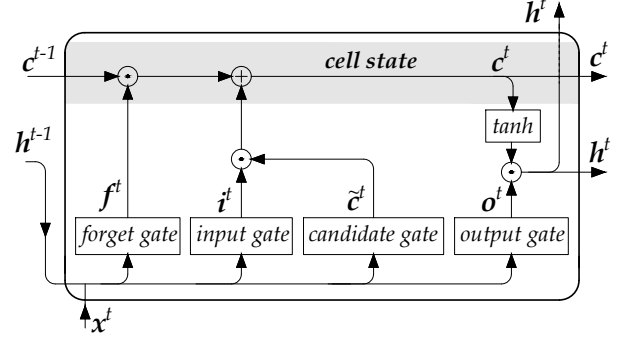 h^t
c^{t-1} cell state c^t c^t
tanh
h^{t-1} h^t
f^t i^t c̃^t o^t
forget gate input gate candidate gate output gate
x^t